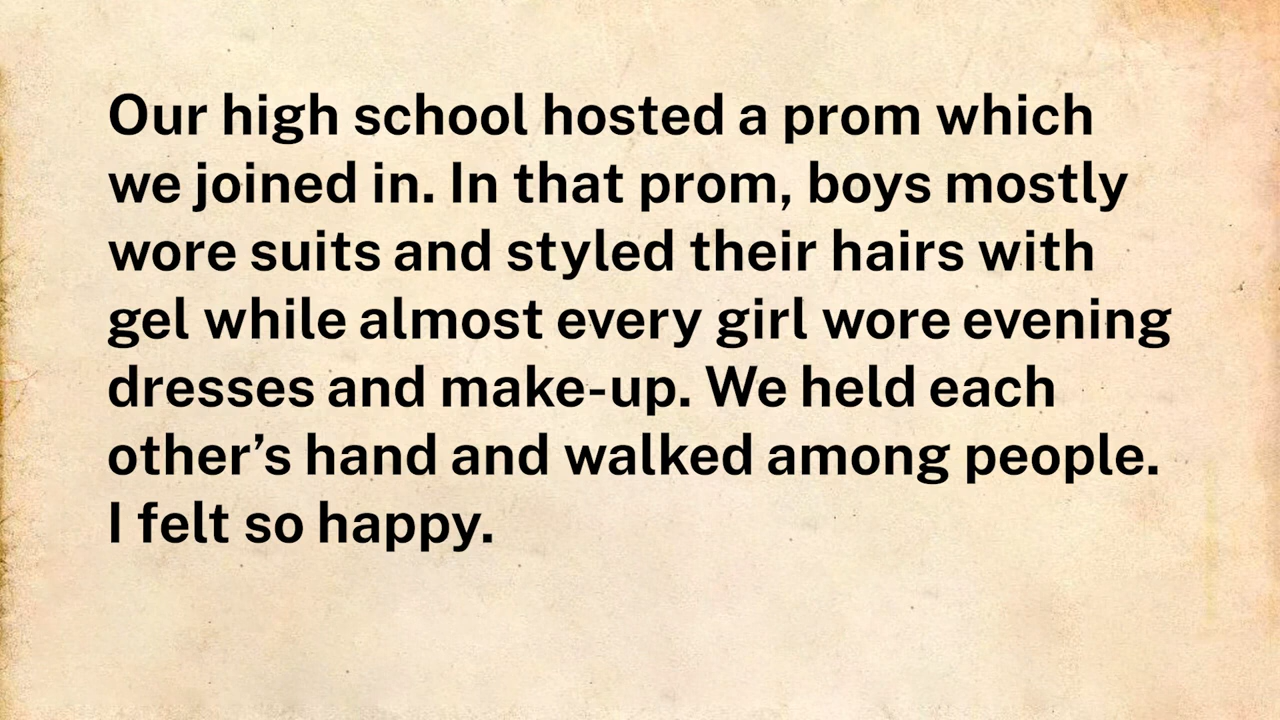 Our high school hosted a prom which
we joined in. In that prom, boys mostly
wore suits and styled their hairs with
gel while almost every girl wore evening
dresses and make-up. We held each
other’s hand and walked among people.
I felt so happy.